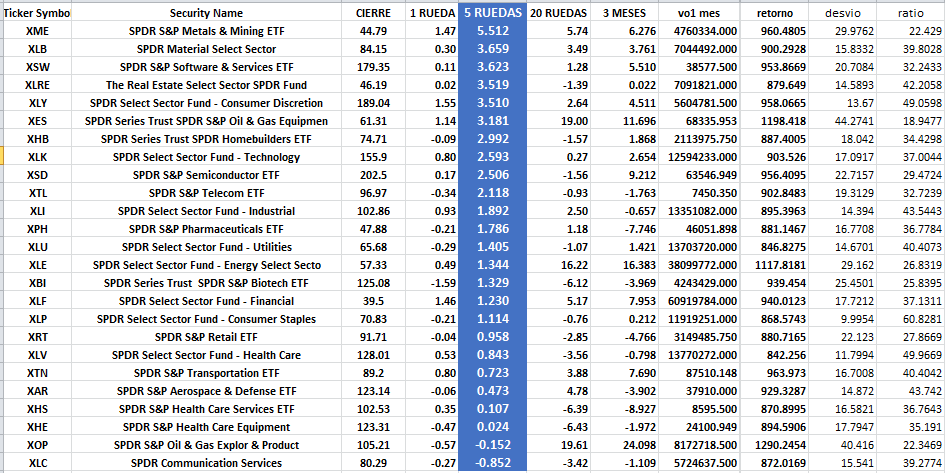 Ticker Symbo Security Name CIERRE 1 RUEDA 5 RUEDAS 20 RUEDAS 3 MESES vo1 mes retorno desvio ratio
XME SPDR S&P Metals & Mining ETF 44.79 1.47 5.512 5.74 6.276 4760334.000 960.4805 29.9762 22.429
XLB SPDR Material Select Sector 84.15 0.30 3.659 3.49 3.761 7044492.000 900.2928 15.8332 39.8028
XSW SPDR S&P Software & Services ETF 179.35 0.11 3.623 1.28 5.510 38577.500 953.8669 20.7084 32.2433
XLRE The Real Estate Select Sector SPDR Fund 46.19 0.02 3.519 -1.39 0.022 7091821.000 879.649 14.5893 42.2058
XLY SPDR Select Sector Fund - Consumer Discretion 189.04 1.55 3.510 2.64 4.511 5604781.500 958.0665 13.67 49.0598
XES SPDR Series Trust SPDR S&P Oil & Gas Equipmen 61.31 1.14 3.181 19.00 11.696 68335.953 1198.418 44.2741 18.9477
XHB SPDR Series Trust SPDR Homebuilders ETF 74.71 -0.09 2.992 -1.57 1.868 2113975.750 887.4005 18.042 34.4298
XLK SPDR Select Sector Fund - Technology 155.9 0.80 2.593 0.27 2.654 12594233.000 903.526 17.0917 37.0044
XSD SPDR S&P Semiconductor ETF 202.5 0.17 2.506 -1.56 9.212 63546.949 956.4095 22.7157 29.4724
XTL SPDR S&P Telecom ETF 96.97 -0.34 2.118 -0.93 -1.763 7450.350 902.8483 19.3129 32.7239
XLI SPDR Select Sector Fund - Industrial 102.86 0.93 1.892 2.50 -0.657 13351082.000 895.3963 14.394 43.5443
XPH SPDR S&P Pharmaceuticals ETF 47.88 -0.21 1.786 1.18 -7.746 46051.898 881.1467 16.7708 36.7784
XLU SPDR Select Sector Fund - Utilities 65.68 -0.29 1.405 -1.07 1.421 13703720.000 846.8275 14.6701 40.4073
XLE SPDR Select Sector Fund - Energy Select Secto 57.33 0.49 1.344 16.22 16.383 38099772.000 1117.8181 29.162 26.8319
XBI SPDR Series Trust SPDR S&P Biotech ETF 125.08 -1.59 1.329 -6.12 -3.969 4243429.000 939.454 25.4501 25.8395
XLF SPDR Select Sector Fund - Financial 39.5 1.46 1.230 5.17 7.953 60919784.000 940.0123 17.7212 37.1311
XLP SPDR Select Sector Fund - Consumer Staples 70.83 -0.21 1.114 -0.76 0.212 11919251.000 868.5743 9.9954 60.8281
XRT SPDR S&P Retail ETF 91.71 -0.04 0.958 -2.85 -4.766 3149485.750 880.7165 22.123 27.8669
XLV SPDR Select Sector Fund - Health Care 128.01 0.53 0.843 -3.56 -0.798 13770272.000 842.256 11.7994 49.9669
XTN SPDR S&P Transportation ETF 89.2 0.80 0.723 3.88 7.690 87510.148 963.973 16.7008 40.4042
XAR SPDR S&P Aerospace & Defense ETF 123.14 -0.06 0.473 4.78 -3.902 37910.000 929.3287 14.872 43.742
XHS SPDR S&P Health Care Services ETF 102.53 0.35 0.107 -6.39 -8.927 8595.500 870.8995 16.5821 36.7643
XHE SPDR S&P Health Care Equipment 123.31 -0.47 0.024 -6.43 -1.972 24100.949 894.5906 17.7947 35.191
XOP SPDR S&P Oil & Gas Explor & Product 105.21 -0.57 -0.152 19.61 24.098 8172718.500 1290.2454 40.416 22.3469
XLC SPDR Communication Services 80.29 -0.27 -0.852 -3.42 -1.109 5724637.500 872.0169 15.541 39.2774